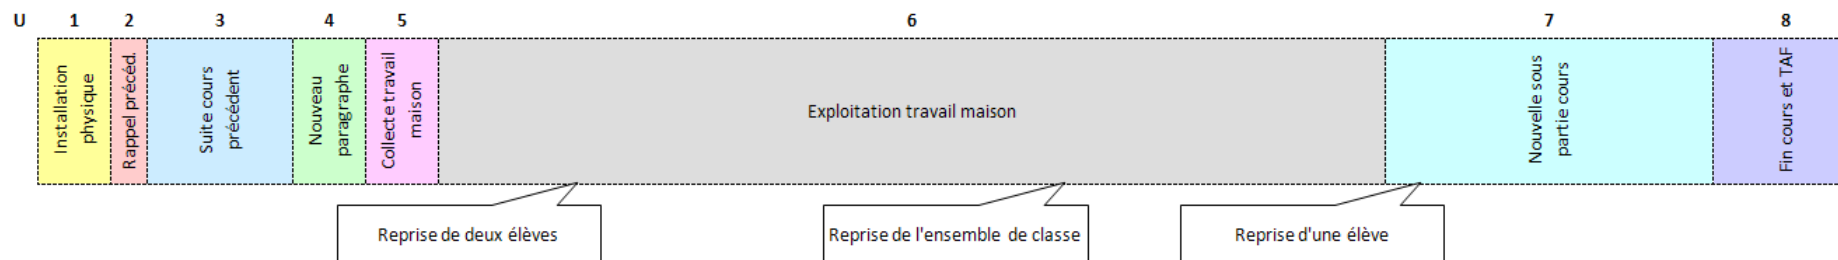 U 1 2 3 4 5 6 7 8
Installation
physique
Rappel précéd.
Suite cours
précédent
Nouveau
paragraphe
Collecte travail
maison
Exploitation travail maison
Nouvelle sous
partie cours
Fin cours et TAF
Reprise de deux élèves
Reprise de l'ensemble de classe
Reprise d'une élève